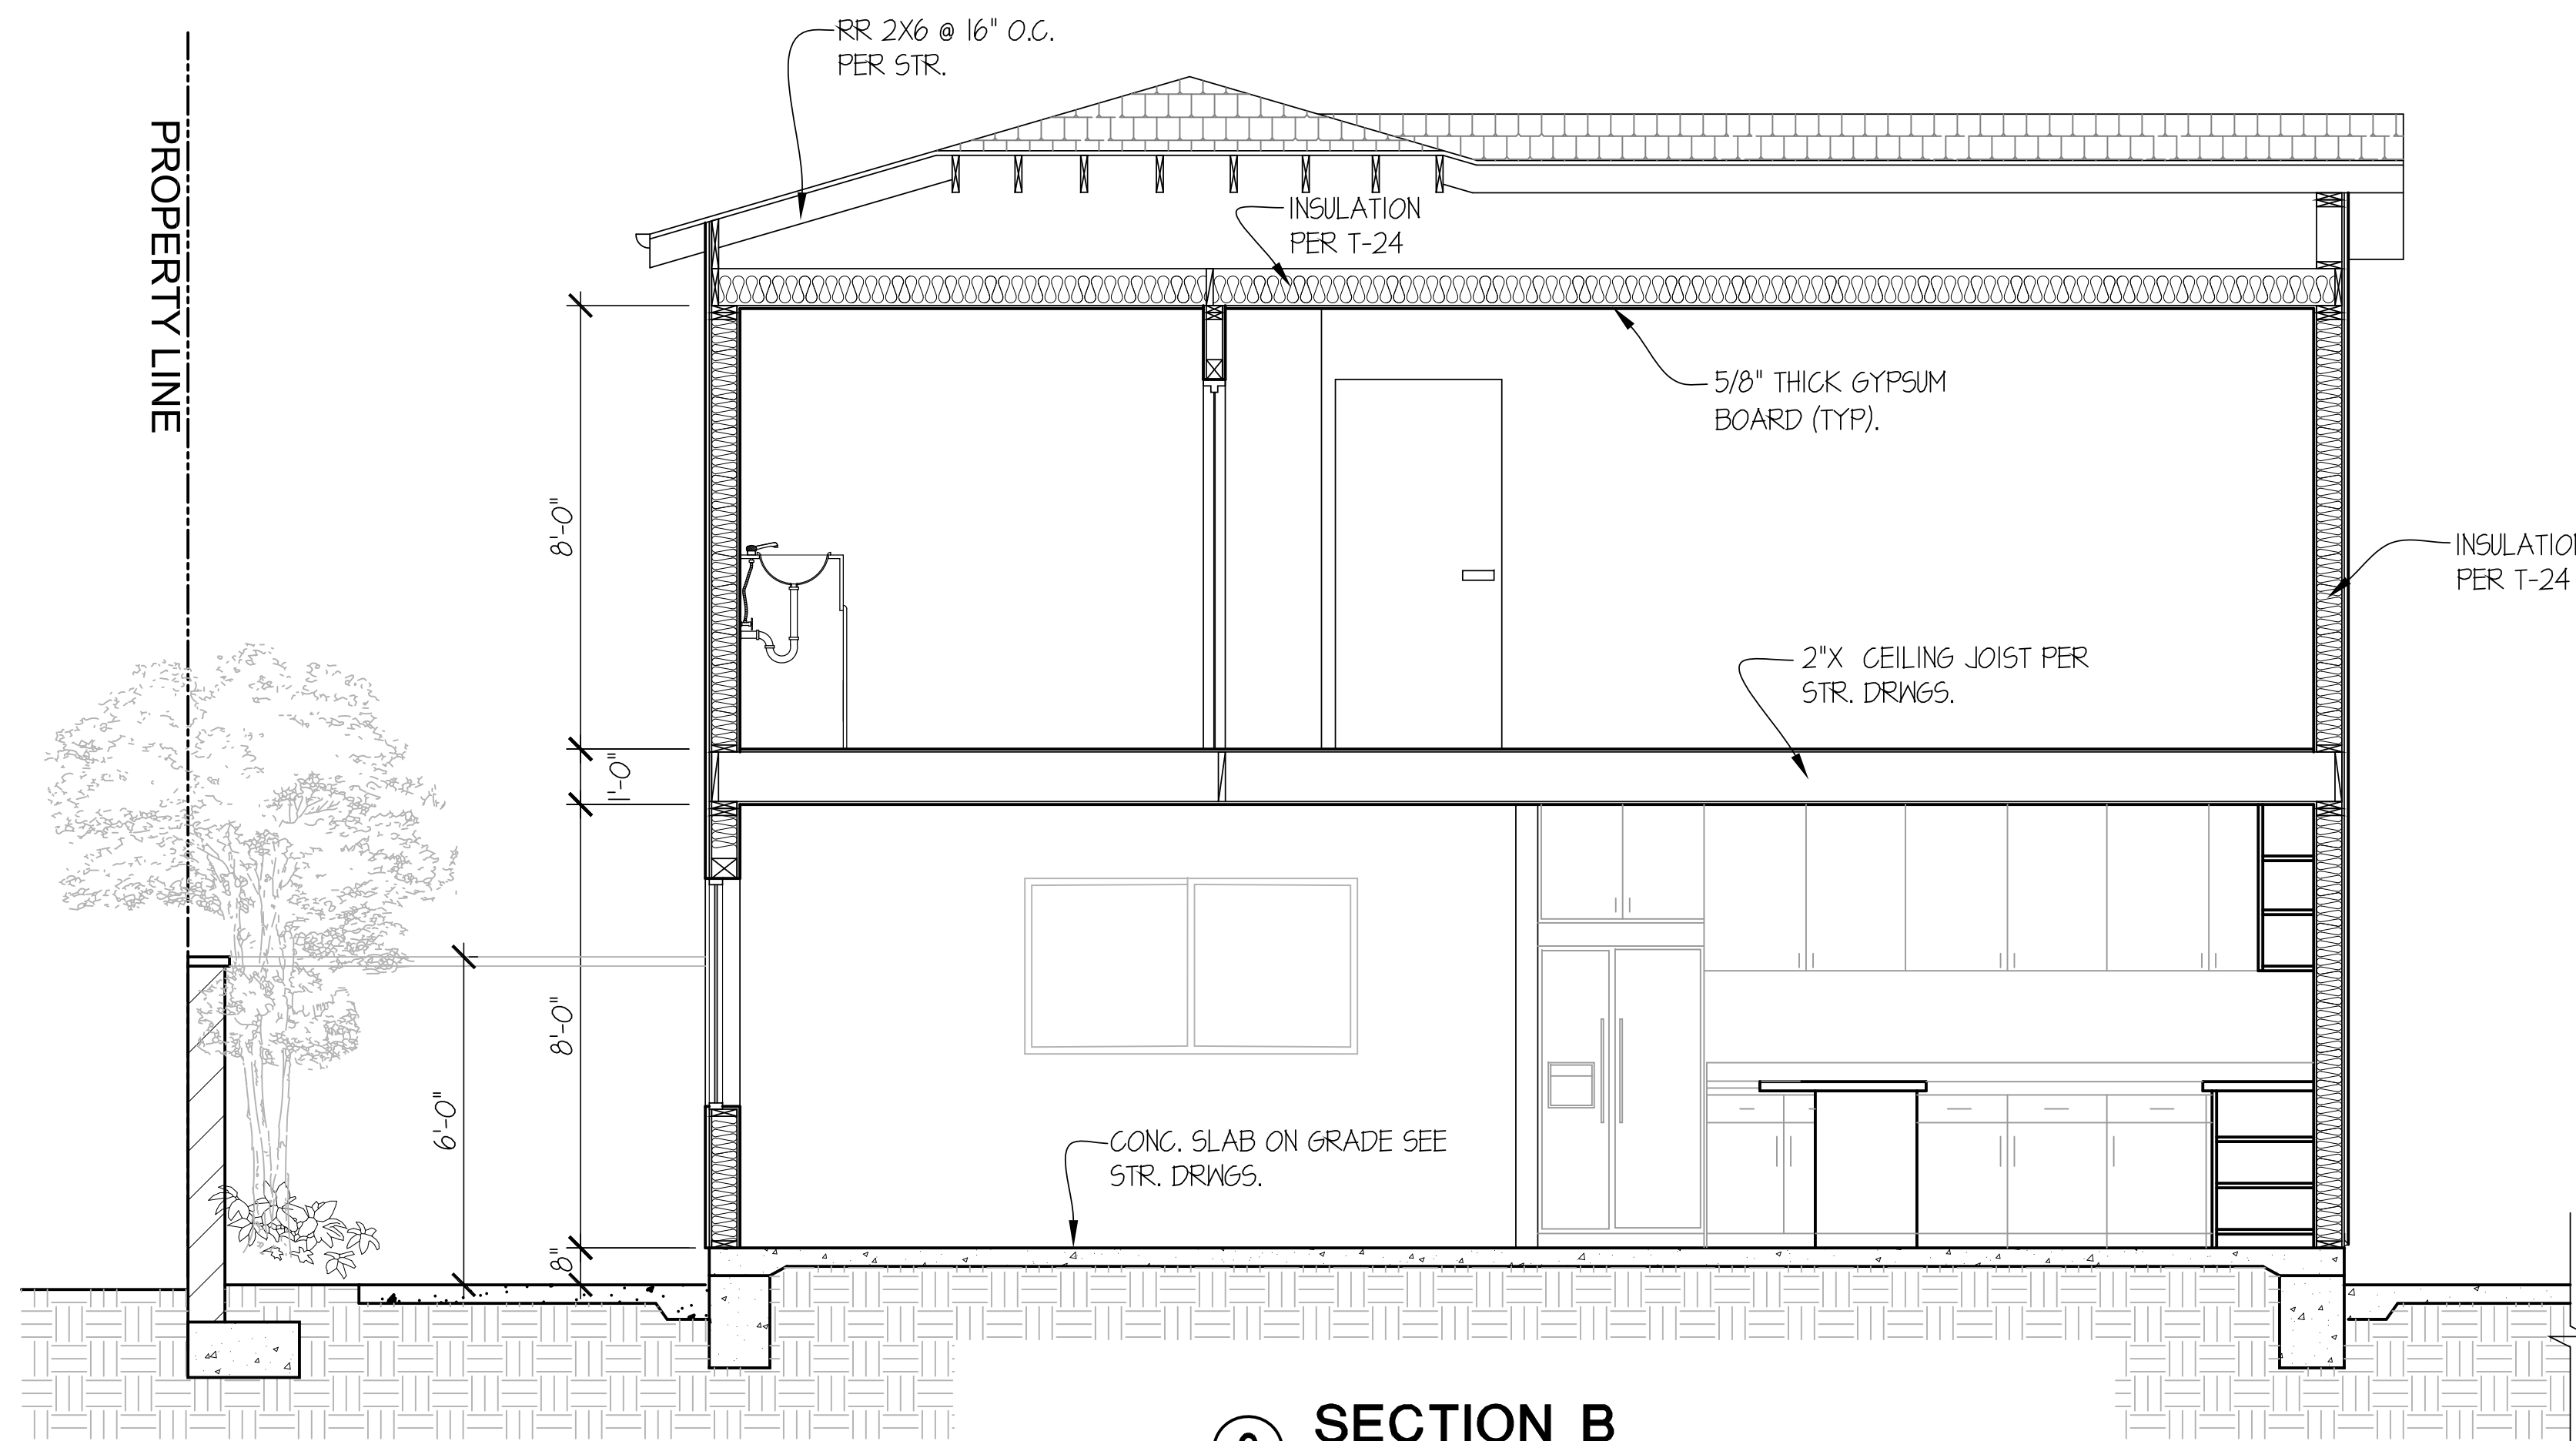 RR 2X6 @ 16" O.C.
PER STR.
PROPERTY LINE
INSULATION
PER T-24
5/8" THICK GYPSUM
BOARD (TYP).
8'-0"
INSULATION
PER T-24
2"X CEILING JOIST PER
STR. DRWGS.
1'-0"
8'-0"
6'-0"
CONC. SLAB ON GRADE SEE
STR. DRWGS.
8"
SECTION B